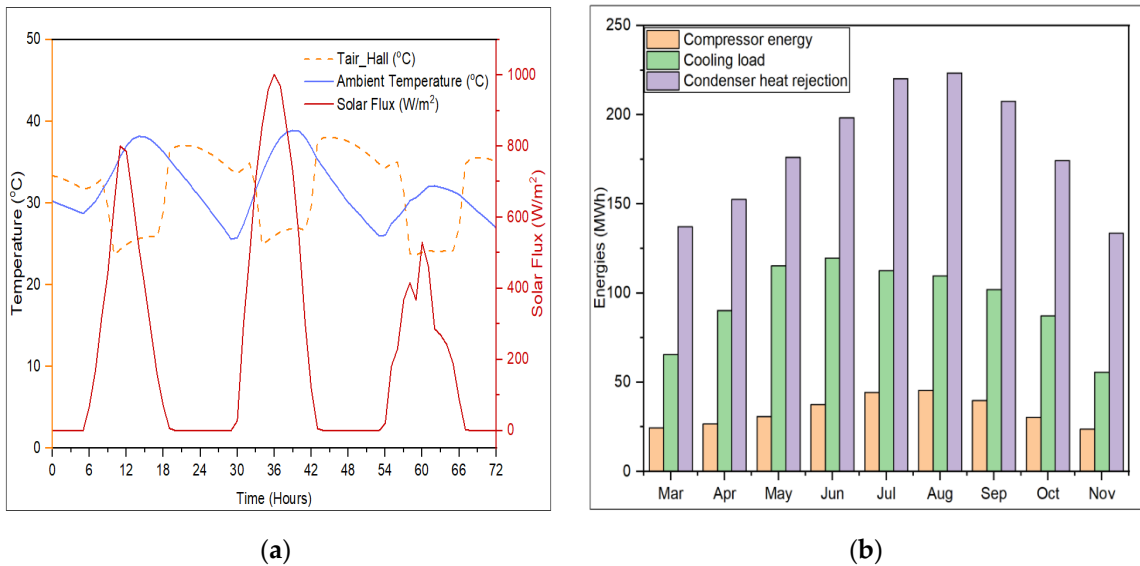 50
40
30
20
10
0
Temperature (°C)
Tair_Hall (°C)
Ambient Temperature (°C)
Solar Flux (W/m²)
1000
800
600
400
200
0
Solar Flux (W/m²)
0 6 12 18 24 30 36 42 48 54 60 66 72
Time (Hours)
(a)
250
200
150
100
50
0
Energies (MWh)
Compressor energy
Cooling load
Condenser heat rejection
Mar Apr May Jun Jul Aug Sep Oct Nov
(b)